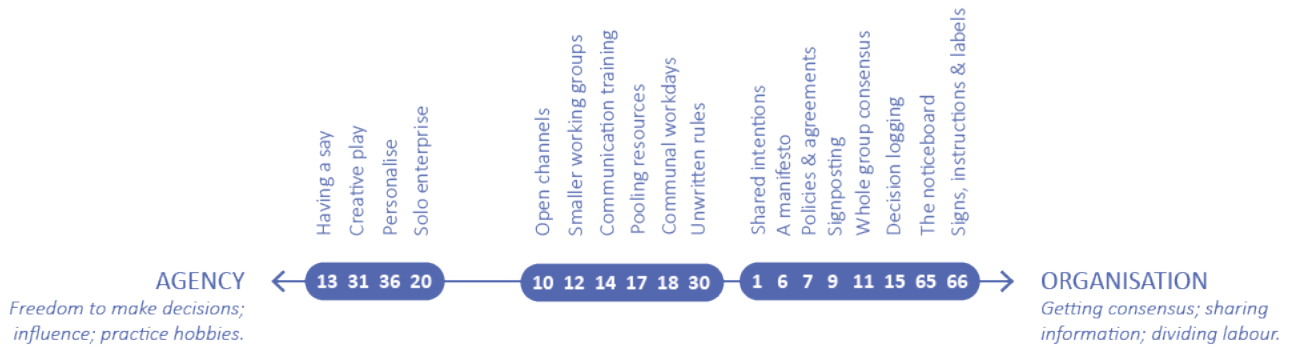 Having a say
Creative play
Personalise
Solo enterprise
Open channels
Smaller working groups
Communication training
Pooling resources
Communal workdays
Unwritten rules
Shared intentions
A manifesto
Policies & agreements
Signposting
Whole group consensus
Decision logging
The noticeboard
Signs, instructions & labels
AGENCY
13 31 36 20
10 12 14 17 18 30
1 6 7 9 11 15 65 66
ORGANISATION
Freedom to make decisions;
influence; practice hobbies.
Getting consensus; sharing
information; dividing labour.